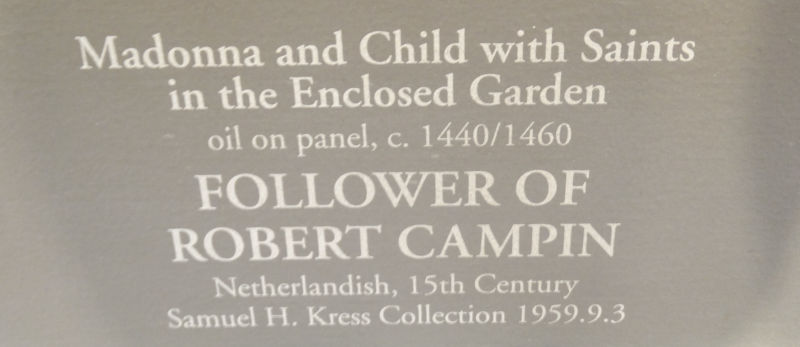 Madonna and Child with Saints
in the Enclosed Garden
oil on panel, c. 1440/1460
FOLLOWER OF
ROBERT CAMPIN
Netherlandish, 15th Century
Samuel H. Kress Collection 1959.9.3